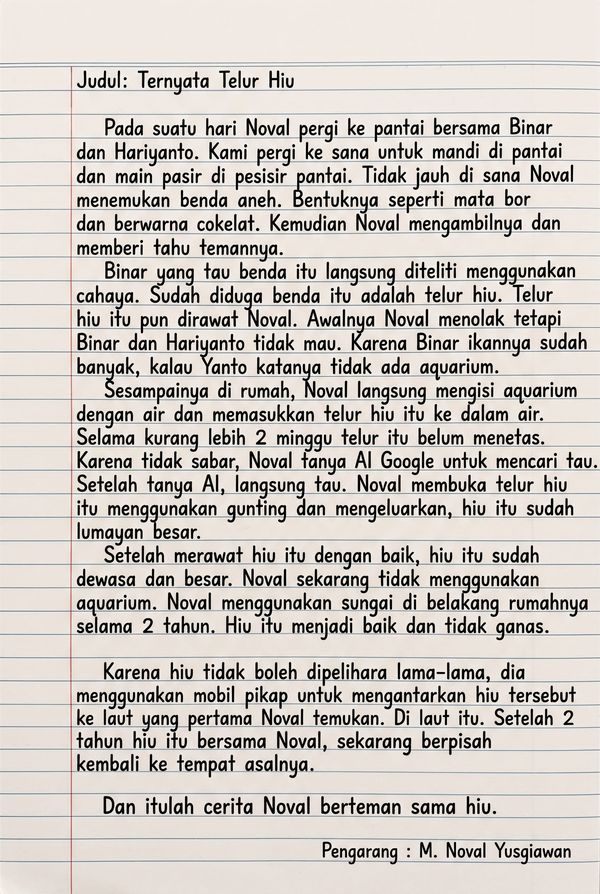 Judul: Ternyata Telur Hiu
Pada suatu hari Noval pergi ke pantai bersama Binar
dan Hariyanto. Kami pergi ke sana untuk mandi di pantai
dan main pasir di pesisir pantai. Tidak jauh di sana Noval
menemukan benda aneh. Bentuknya seperti mata bor
dan berwarna cokelat. Kemudian Noval mengambilnya dan
memberi tahu temannya.
Binar yang tau benda itu langsung diteliti menggunakan
cahaya. Sudah diduga benda itu adalah telur hiu. Telur
hiu itu pun dirawat Noval. Awalnya Noval menolak tetapi
Binar dan Hariyanto tidak mau. Karena Binar ikannya sudah
banyak, kalau Yanto katanya tidak ada aquarium.
Sesampainya di rumah, Noval langsung mengisi aquarium
dengan air dan memasukkan telur hiu itu ke dalam air.
Selama kurang lebih 2 minggu telur itu belum menetas.
Karena tidak sabar, Noval tanya AI Google untuk mencari tau.
Setelah tanya AI, langsung tau. Noval membuka telur hiu
itu menggunakan gunting dan mengeluarkan, hiu itu sudah
lumayan besar.
Setelah merawat hiu itu dengan baik, hiu itu sudah
dewasa dan besar. Noval sekarang tidak menggunakan
aquarium. Noval menggunakan sungai di belakang rumahnya
selama 2 tahun. Hiu itu menjadi baik dan tidak ganas.
Karena hiu tidak boleh dipelihara lama-lama, dia
menggunakan mobil pikap untuk mengantarkan hiu tersebut
ke laut yang pertama Noval temukan. Di laut itu. Setelah 2
tahun hiu itu bersama Noval, sekarang berpisah
kembali ke tempat asalnya.
Dan itulah cerita Noval berteman sama hiu.
Pengarang : M. Noval Yusgiawan